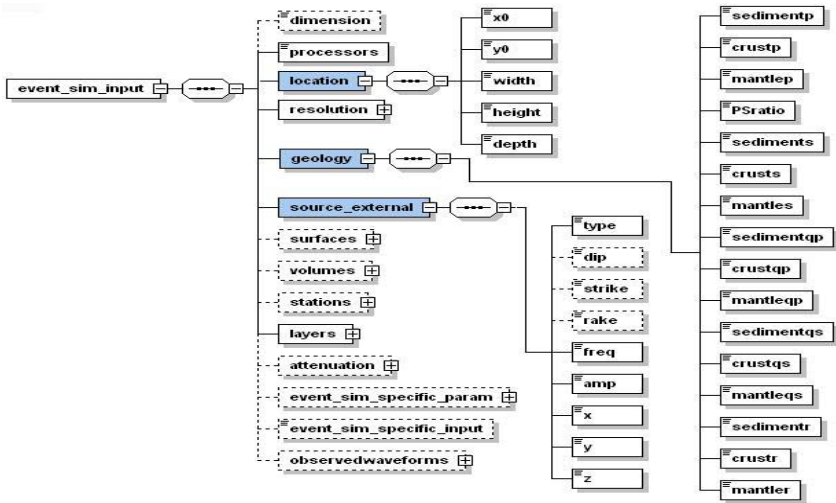 event_sim_input
dimension
processors
location
resolution
geology
source_external
surfaces
volumes
stations
layers
attenuation
event_sim_specific_param
event_sim_specific_input
observedwaveforms
x0
y0
width
height
depth
type
dip
strike
rake
freq
amp
x
y
z
sedimentp
crustp
mantlep
PSratio
sediments
crusts
mantles
sedimentqp
crustqp
mantleqp
sedimentqs
crustqs
mantleqs
sedimentr
crustr
mantler